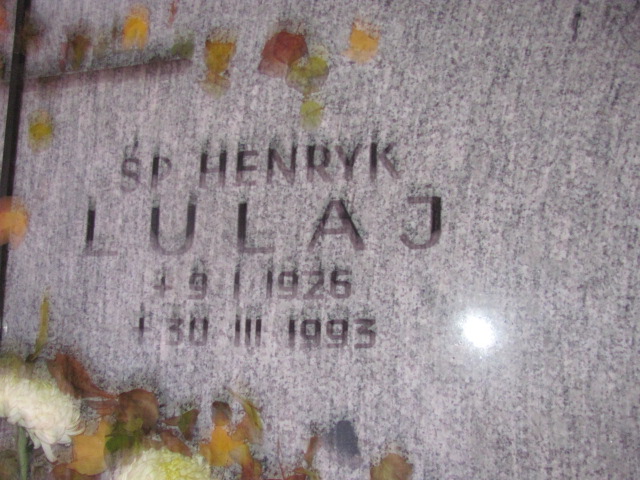 ŚP HENRYK
LULAJ
+ 9 I 1926
+ 30 III 1993